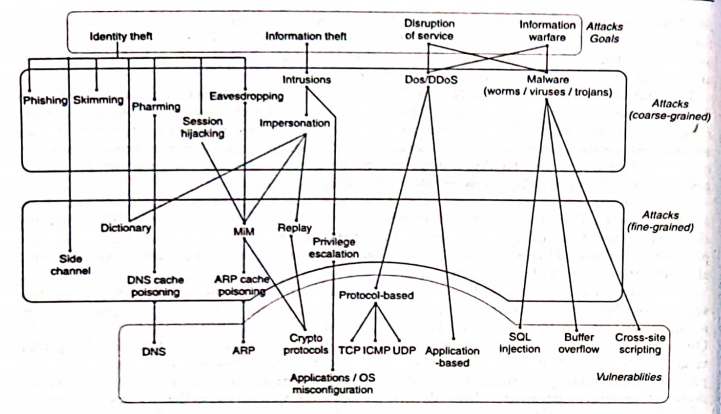 Identity theft
Information theft
Disruption
of service
Information
warfare
Attacks
Goals
Phishing
Skimming
Pharming
Session
hijacking
Eavesdropping
Intrusions
Impersonation
Dos/DDoS
Malware
(worms / viruses / trojans)
Attacks
(coarse-grained)
Side
channel
Dictionary
DNS cache
poisoning
MiM
ARP cache
poisoning
Replay
Privilege
escalation
Protocol-based
Attacks
(fine-grained)
DNS
ARP
Crypto
protocols
Applications / OS
misconfiguration
TCP ICMP UDP
Application
-based
SQL
injection
Buffer
overflow
Cross-site
scripting
Vulnerablities